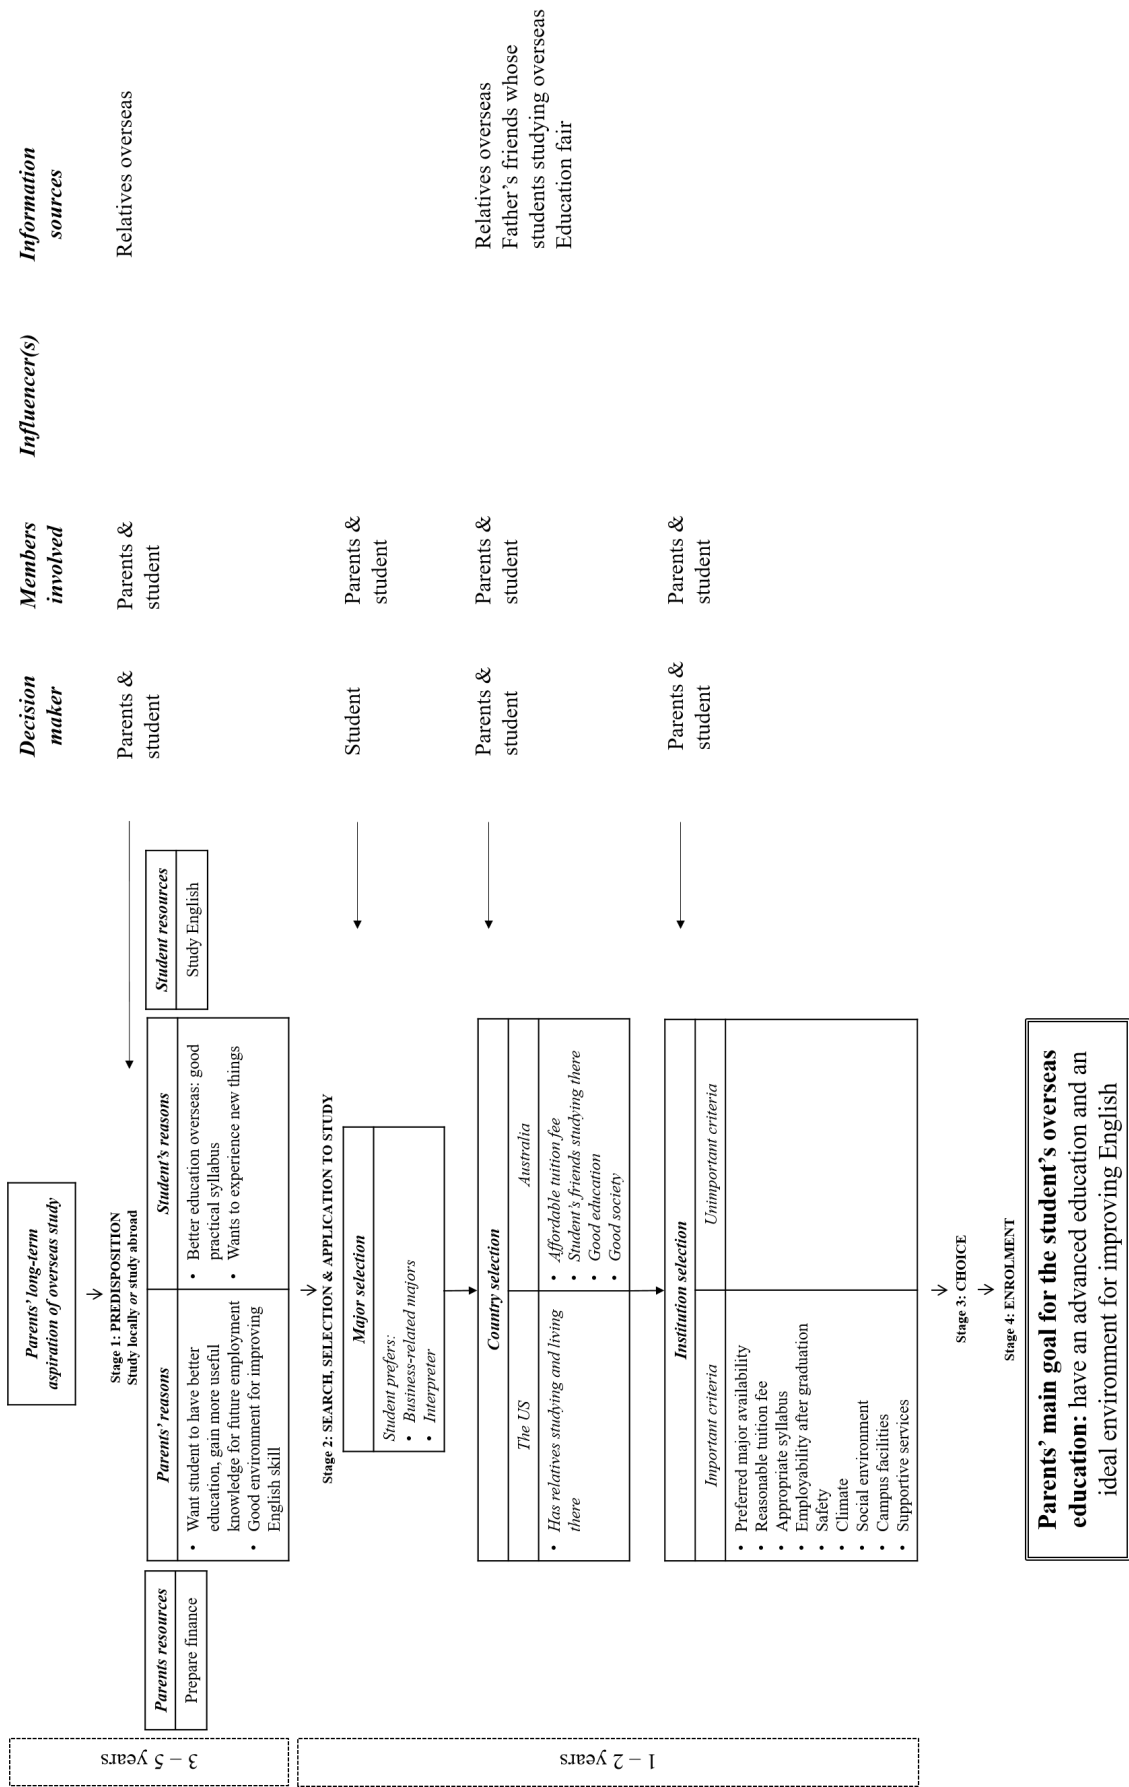 Decision
maker
Members
involved
Influencer(s)
Information
sources
Parents' long-term
aspiration of overseas study
3 – 5 years
Stage 1: PREDISPOSITION
Study locally or study abroad
Parents &
student
Parents &
student
Relatives overseas
Parents resources
Prepare finance
Parents' reasons
• Want student to have better
education, gain more useful
knowledge for future employment
• Good environment for improving
English skill
Student's reasons
• Better education overseas: good
practical syllabus
• Wants to experience new things
Student resources
Study English
1 – 2 years
Stage 2: SEARCH, SELECTION & APPLICATION TO STUDY
Major selection
Student prefers:
• Business-related majors
• Interpreter
Student
Parents &
student
Country selection
The US
• Has relatives studying and living
there
Australia
• Affordable tuition fee
• Student's friends studying there
• Good education
• Good society
Parents &
student
Parents &
student
Relatives overseas
Father's friends whose
students studying overseas
Education fair
Institution selection
Important criteria
• Preferred major availability
• Reasonable tuition fee
• Appropriate syllabus
• Employability after graduation
• Safety
• Climate
• Social environment
• Campus facilities
• Supportive services
Unimportant criteria
Parents &
student
Parents &
student
Stage 3: CHOICE
Stage 4: ENROLMENT
Parents' main goal for the student's overseas
education: have an advanced education and an
ideal environment for improving English